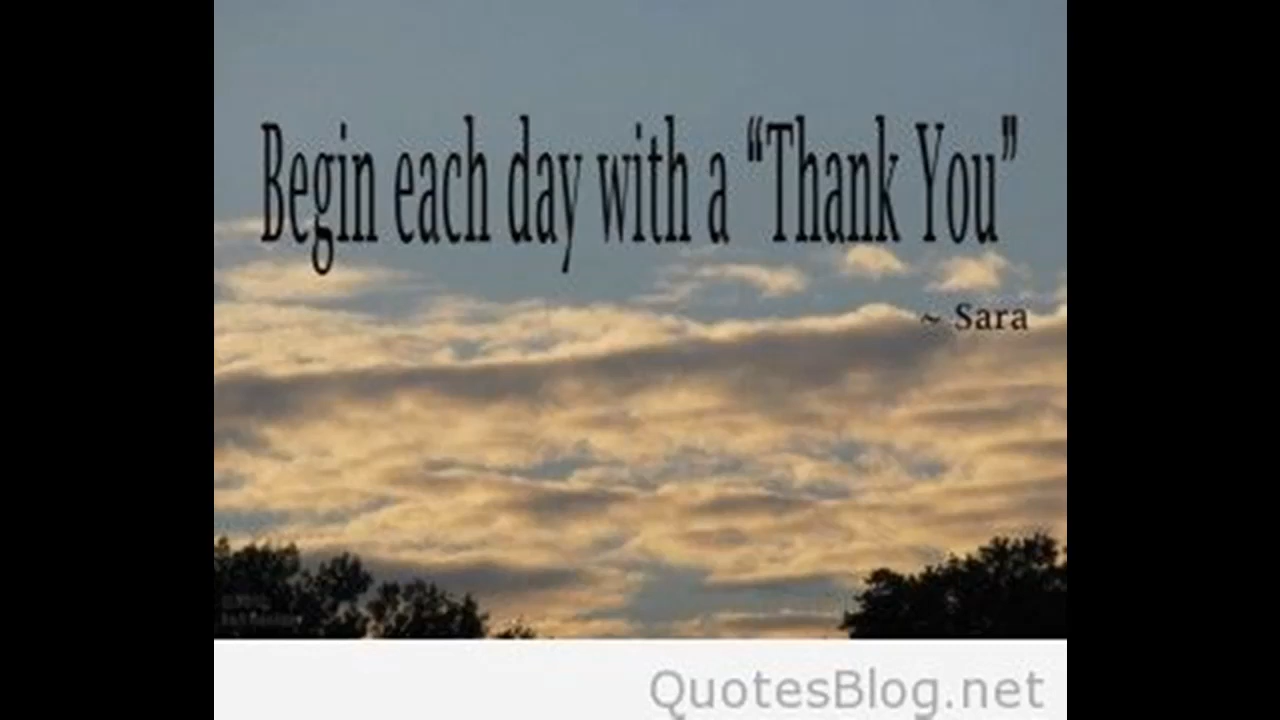 Begin each day with a “Thank You”
~ Sara
QuotesBlog.net